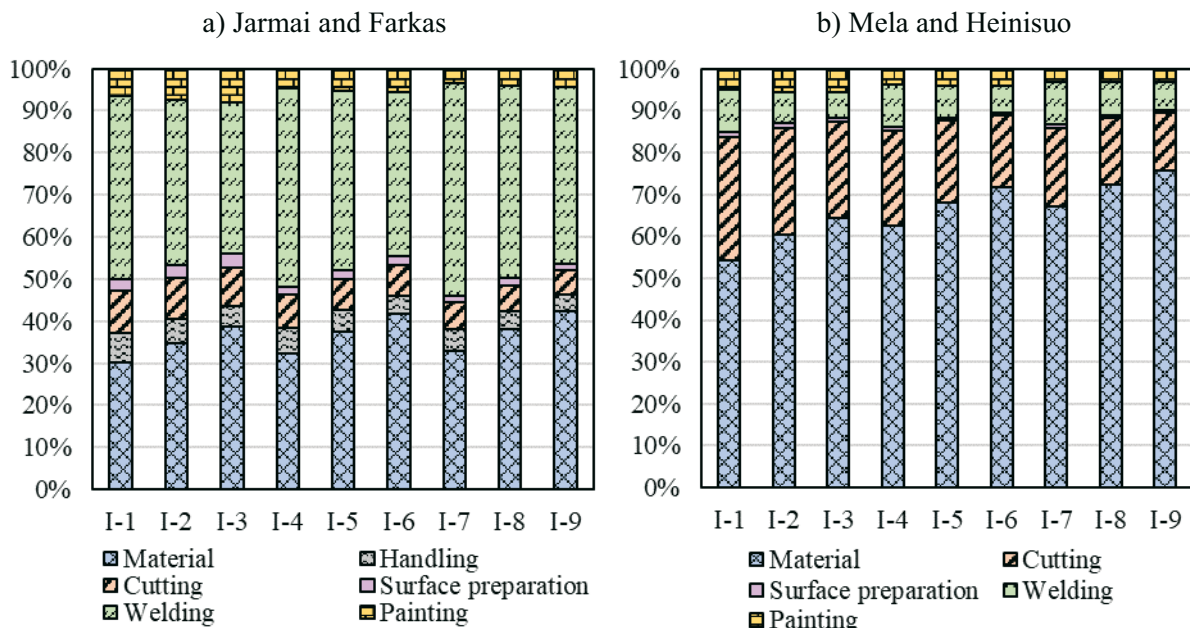 a) Jarmai and Farkas
100%
90%
80%
70%
60%
50%
40%
30%
20%
10%
0%
I-1 I-2 I-3 I-4 I-5 I-6 I-7 I-8 I-9
Material Handling
Cutting Surface preparation
Welding Painting
b) Mela and Heinisuo
100%
90%
80%
70%
60%
50%
40%
30%
20%
10%
0%
I-1 I-2 I-3 I-4 I-5 I-6 I-7 I-8 I-9
Material Cutting
Surface preparation Welding
Painting